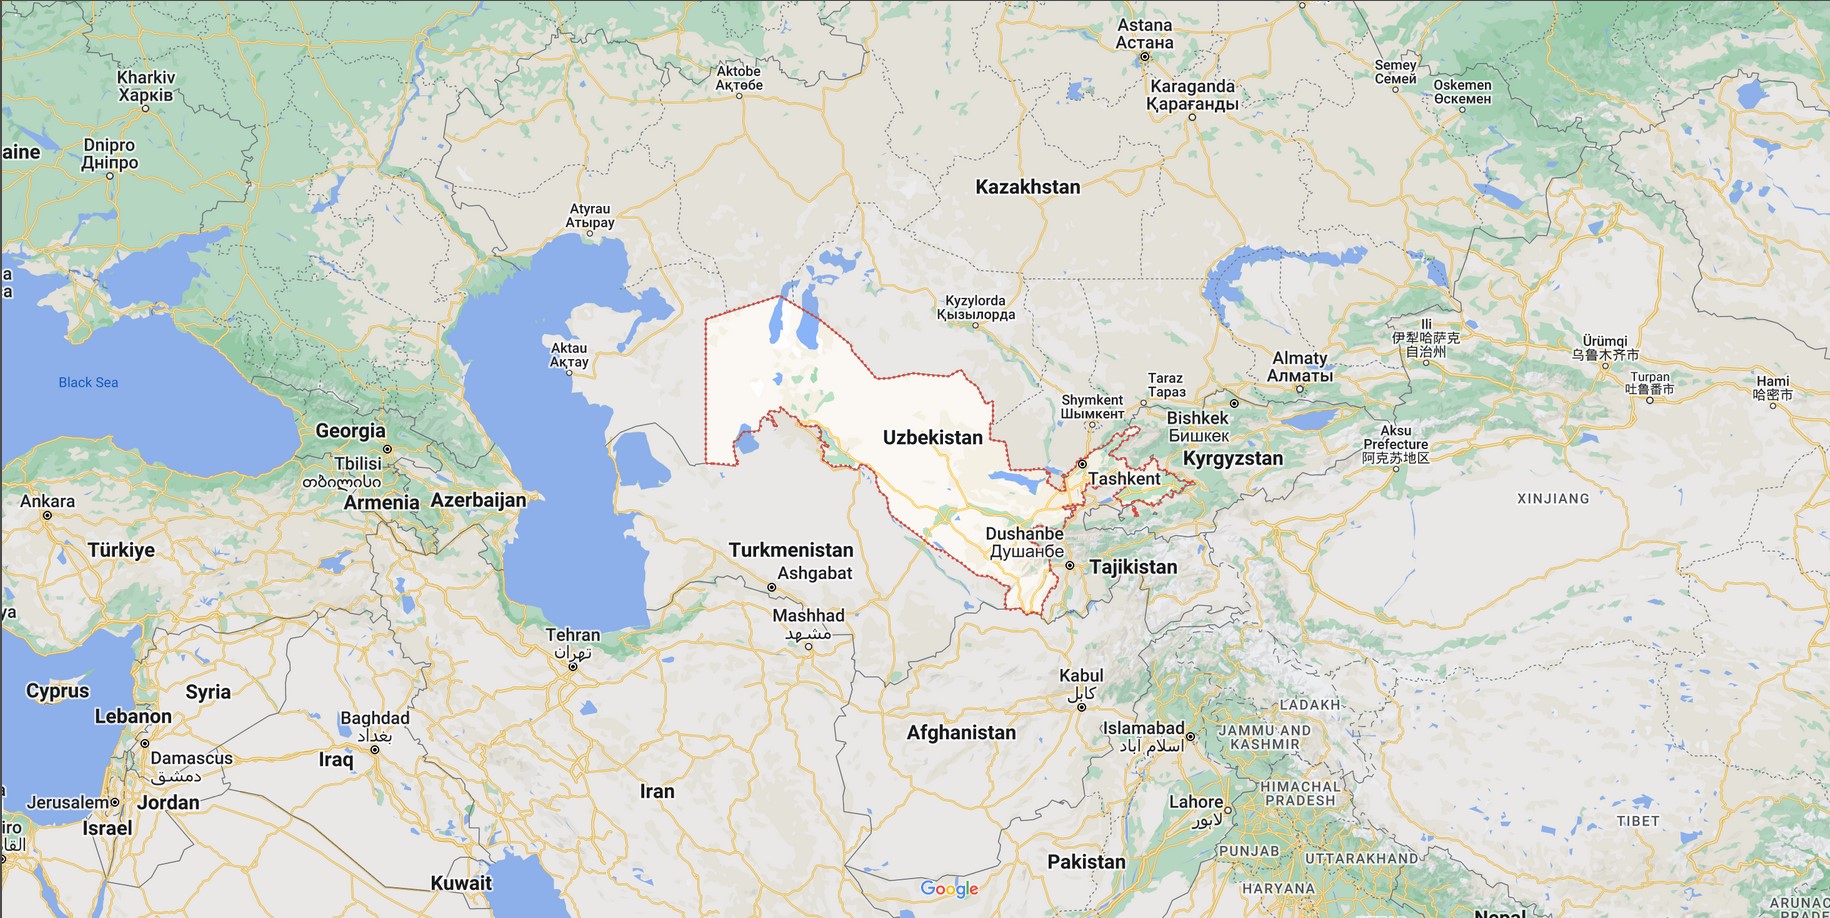 Astana
Астана
Kharkiv
Харків
Aktobe
Ақтөбе
Semey
Семей
Oskemen
Өскемен
Karaganda
Қарағанды
aine
Dnipro
Дніпро
Kazakhstan
Atyrau
Атырау
a
a
Kyzylorda
Қызылорда
Ili
伊犁哈萨克
自治州
Ürümqi
乌鲁木齐市
Aktau
Ақтау
Almaty
Алматы
Turpan
吐鲁番市
Hami
哈密市
Black Sea
Taraz
Тараз
Shymkent
Шымкент
Bishkek
Бишкек
Georgia
Uzbekistan
Aksu
Prefecture
阿克苏地区
Kyrgyzstan
Tbilisi
თბილისი
Tashkent
Ankara
Armenia
Azerbaijan
XINJIANG
Türkiye
Turkmenistan
Dushanbe
Душанбе
Ashgabat
Tajikistan
ya
Mashhad
مشهد
Tehran
تهران
Cyprus
Syria
Kabul
کابل
Lebanon
Baghdad
بغداد
LADAKH
Afghanistan
Islamabad
اسلام آباد
JAMMU AND
KASHMIR
Damascus
دمشق
Iraq
Iran
HIMACHAL
PRADESH
Jerusalem
Jordan
Lahore
لاہور
Israel
iro
القا
TIBET
PUNJAB
UTTARAKHAND
Pakistan
Kuwait
Google
HARYANA
ARUNAC
PRADE
Nepal